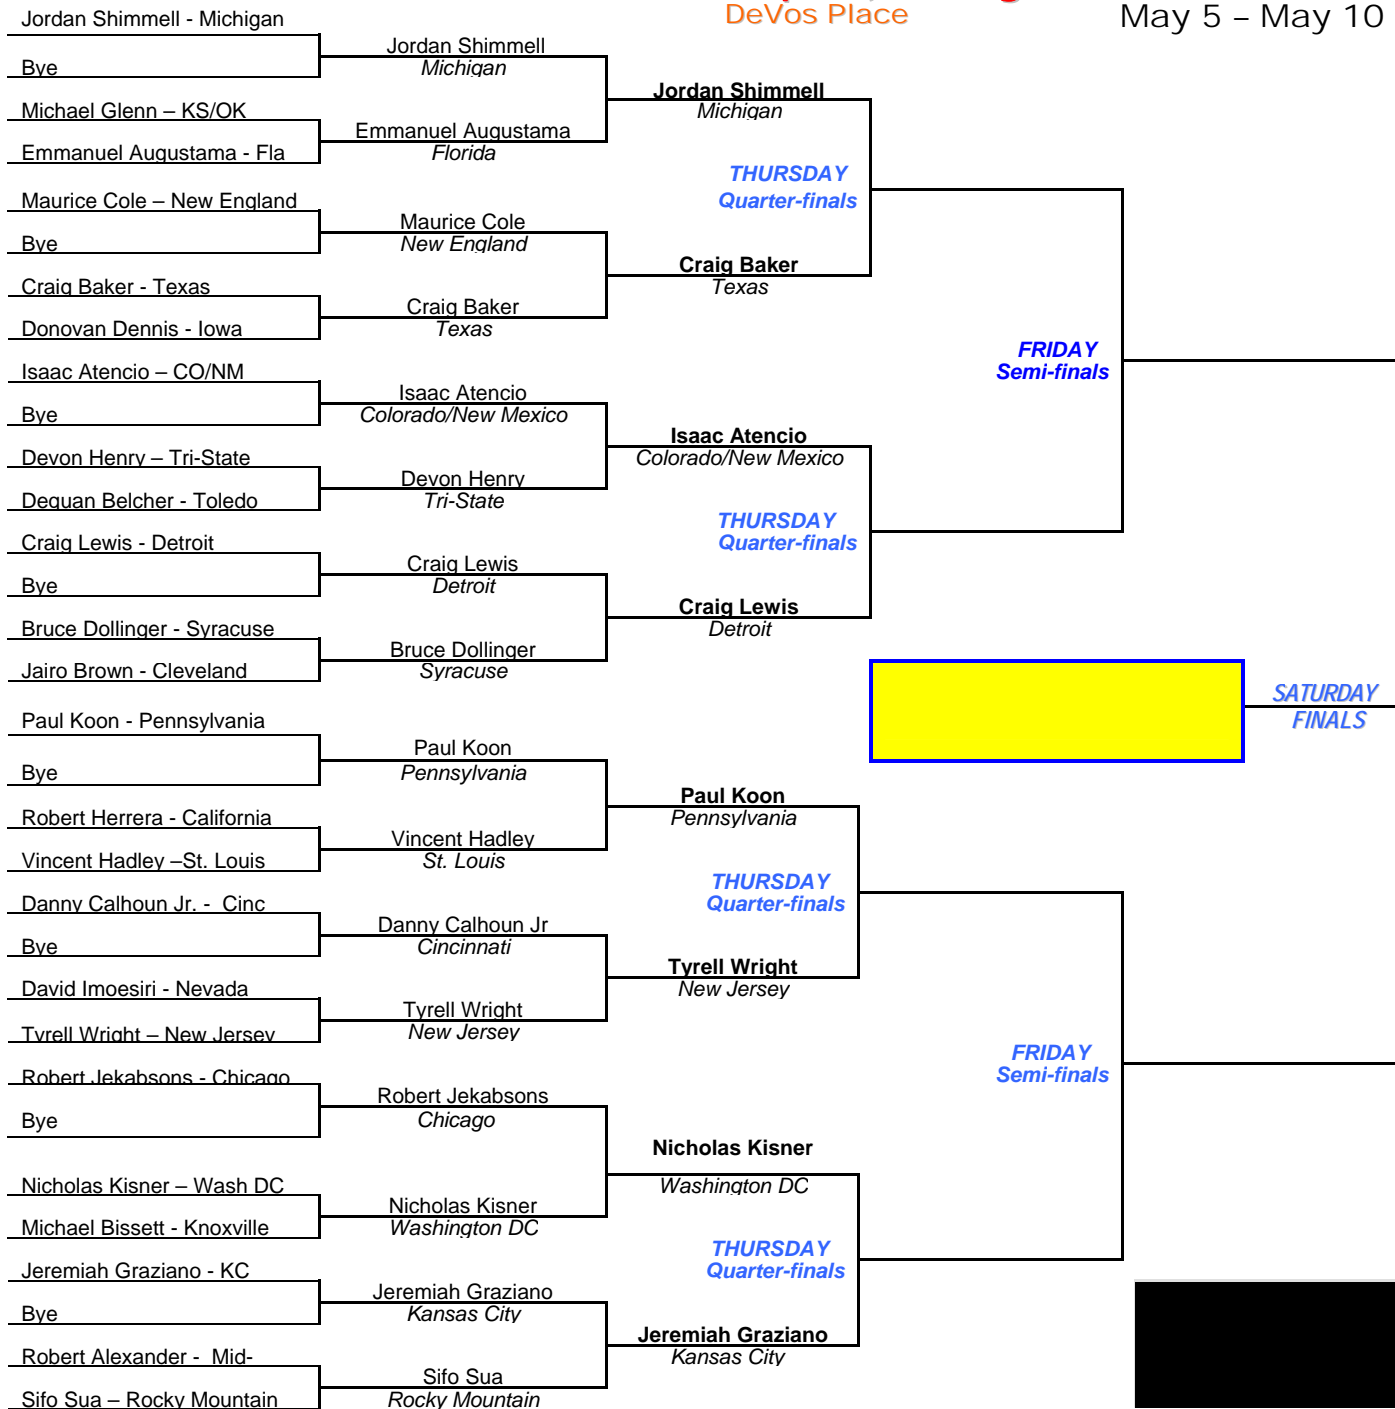 DeVos Place
May 5 – May 10
Jordan Shimmell - Michigan
Bye
Michael Glenn – KS/OK
Emmanuel Augustama - Fla
Maurice Cole – New England
Bye
Craig Baker - Texas
Donovan Dennis - Iowa
Isaac Atencio – CO/NM
Bye
Devon Henry – Tri-State
Dequan Belcher - Toledo
Craig Lewis - Detroit
Bye
Bruce Dollinger - Syracuse
Jairo Brown - Cleveland
Paul Koon - Pennsylvania
Bye
Robert Herrera - California
Vincent Hadley –St. Louis
Danny Calhoun Jr. -  Cinc
Bye
David Imoesiri - Nevada
Tyrell Wright – New Jersey
Robert Jekabsons - Chicago
Bye
Nicholas Kisner – Wash DC
Michael Bissett - Knoxville
Jeremiah Graziano - KC
Bye
Robert Alexander -  Mid-
Sifo Sua – Rocky Mountain
Jordan Shimmell
Michigan
Emmanuel Augustama
Florida
Maurice Cole
New England
Craig Baker
Texas
Isaac Atencio
Colorado/New Mexico
Devon Henry
Tri-State
Craig Lewis
Detroit
Bruce Dollinger
Syracuse
Paul Koon
Pennsylvania
Vincent Hadley
St. Louis
Danny Calhoun Jr
Cincinnati
Tyrell Wright
New Jersey
Robert Jekabsons
Chicago
Nicholas Kisner
Washington DC
Jeremiah Graziano
Kansas City
Sifo Sua
Rocky Mountain
Jordan Shimmell
Michigan
THURSDAY
Quarter-finals
Craig Baker
Texas
Isaac Atencio
Colorado/New Mexico
THURSDAY
Quarter-finals
Craig Lewis
Detroit
Paul Koon
Pennsylvania
THURSDAY
Quarter-finals
Tyrell Wright
New Jersey
Nicholas Kisner
Washington DC
THURSDAY
Quarter-finals
Jeremiah Graziano
Kansas City
FRIDAY
Semi-finals
FRIDAY
Semi-finals
SATURDAY
FINALS